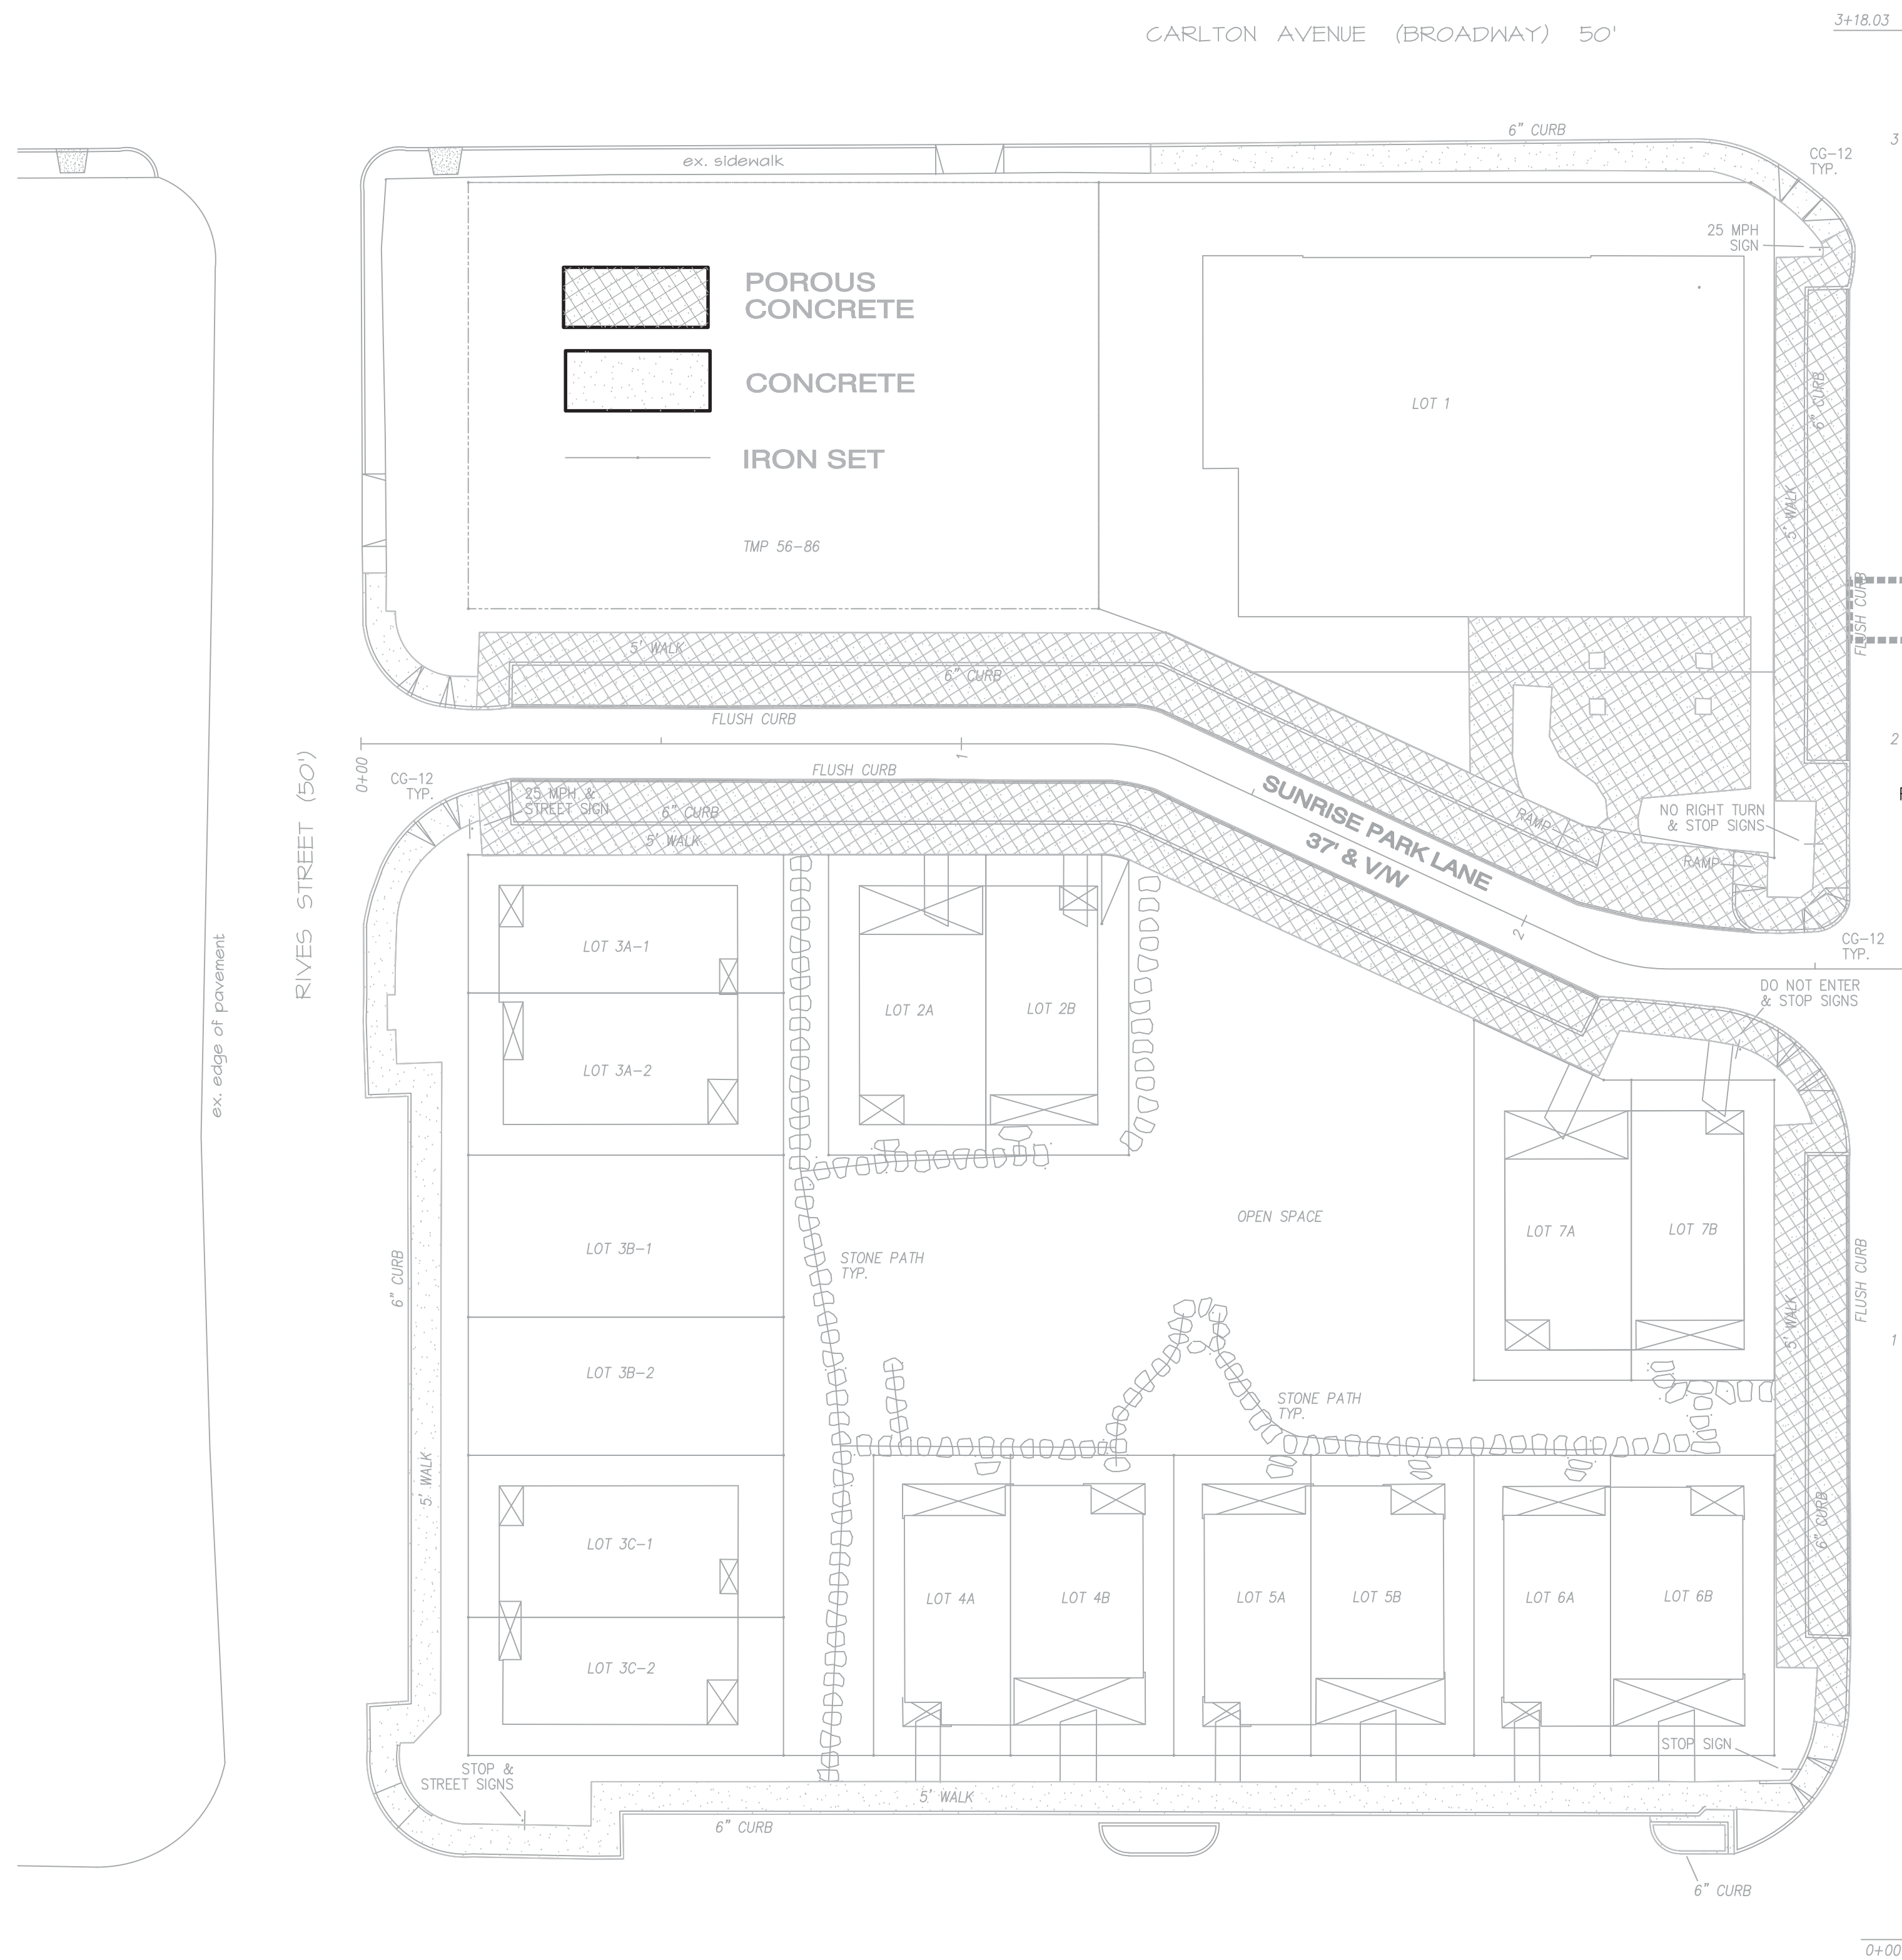 CARLTON AVENUE (BROADWAY) 50'
3+18.03
6" CURB
3
ex. sidewalk
CG-12
TYP.
25 MPH
SIGN
POROUS
CONCRETE
CONCRETE
6" CURB
LOT 1
IRON SET
5' WALK
TMP 56-86
FLUSH CURB
5' WALK
6" CURB
FLUSH CURB
2
RIVES STREET (50')
0+00
1
FLUSH CURB
CG-12
TYP.
25 MPH &
STREET SIGN
6" CURB
5' WALK
SUNRISE PARK LANE
37' & V/W
RAMP
NO RIGHT TURN
& STOP SIGNS
RAMP
2
CG-12
TYP.
DO NOT ENTER
& STOP SIGNS
ex. edge of pavement
LOT 3A-1
LOT 2A
LOT 2B
LOT 3A-2
OPEN SPACE
LOT 7A
LOT 7B
LOT 3B-1
STONE PATH
TYP.
6" CURB
FLUSH CURB
5' WALK
1
LOT 3B-2
STONE PATH
TYP.
5' WALK
6" CURB
LOT 3C-1
LOT 4A
LOT 4B
LOT 5A
LOT 5B
LOT 6A
LOT 6B
LOT 3C-2
STOP SIGN
STOP &
STREET SIGNS
5' WALK
6" CURB
6" CURB
0+00